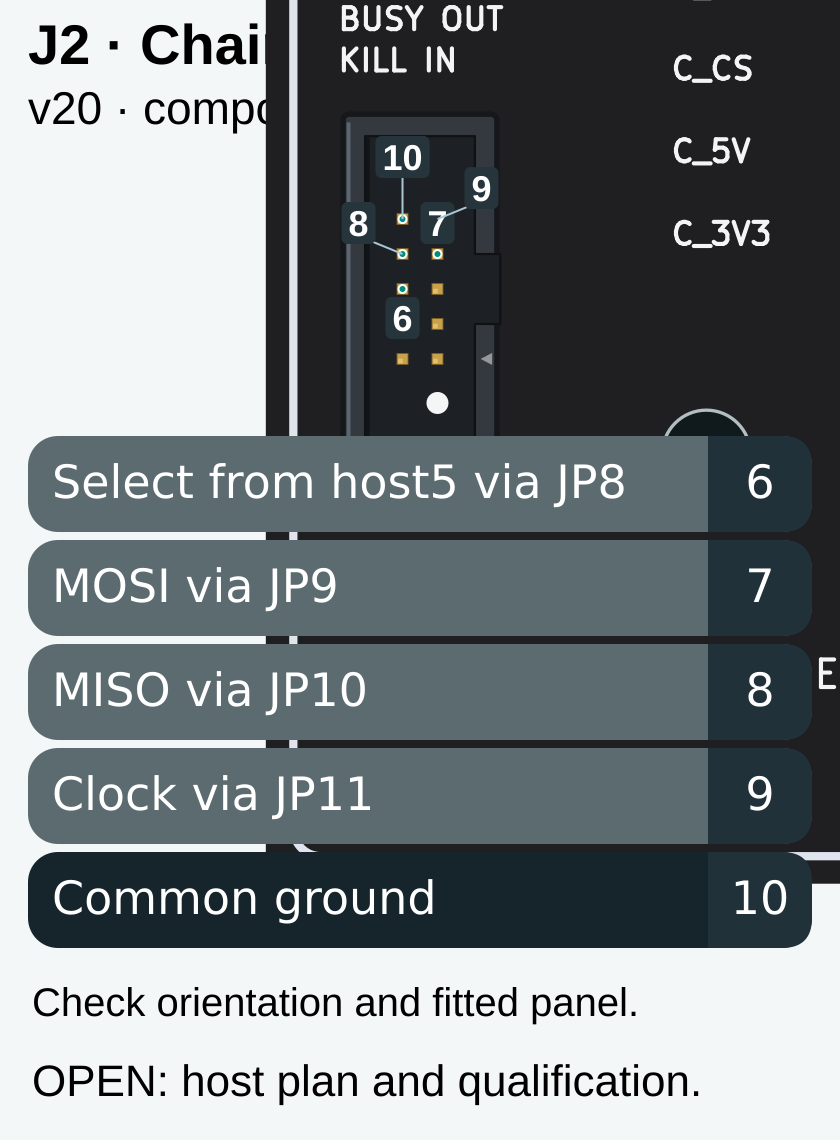 J2 · Chai
v20 · compo
BUSY OUT
KILL IN
C_CS
C_5V
C_3V3
10
9
8
7
6
Select from host5 via JP8 6
MOSI via JP9 7
MISO via JP10 8
E
Clock via JP11 9
Common ground 10
Check orientation and fitted panel.
OPEN: host plan and qualification.